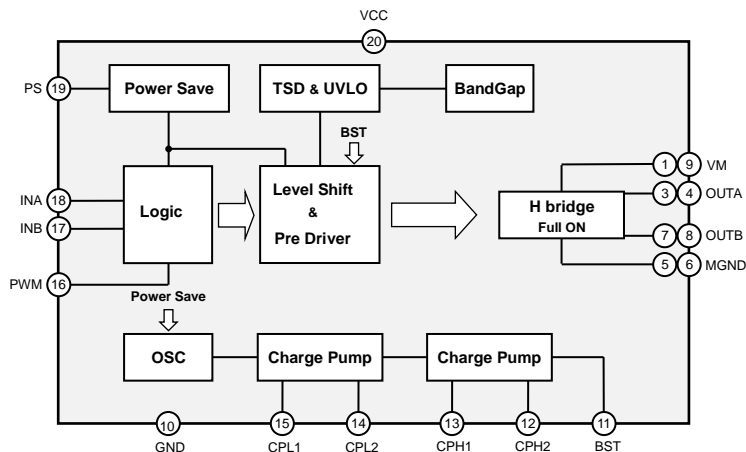 VCC
20
PS 19
Power Save
TSD & UVLO
BandGap
BST
1 9 VM
INA 18
Logic
Level Shift
&
Pre Driver
H bridge
Full ON
3 4 OUTA
INB 17
7 8 OUTB
5 6 MGND
PWM 16
Power Save
OSC
Charge Pump
Charge Pump
10
15
14
13
12
11
GND
CPL1
CPL2
CPH1
CPH2
BST